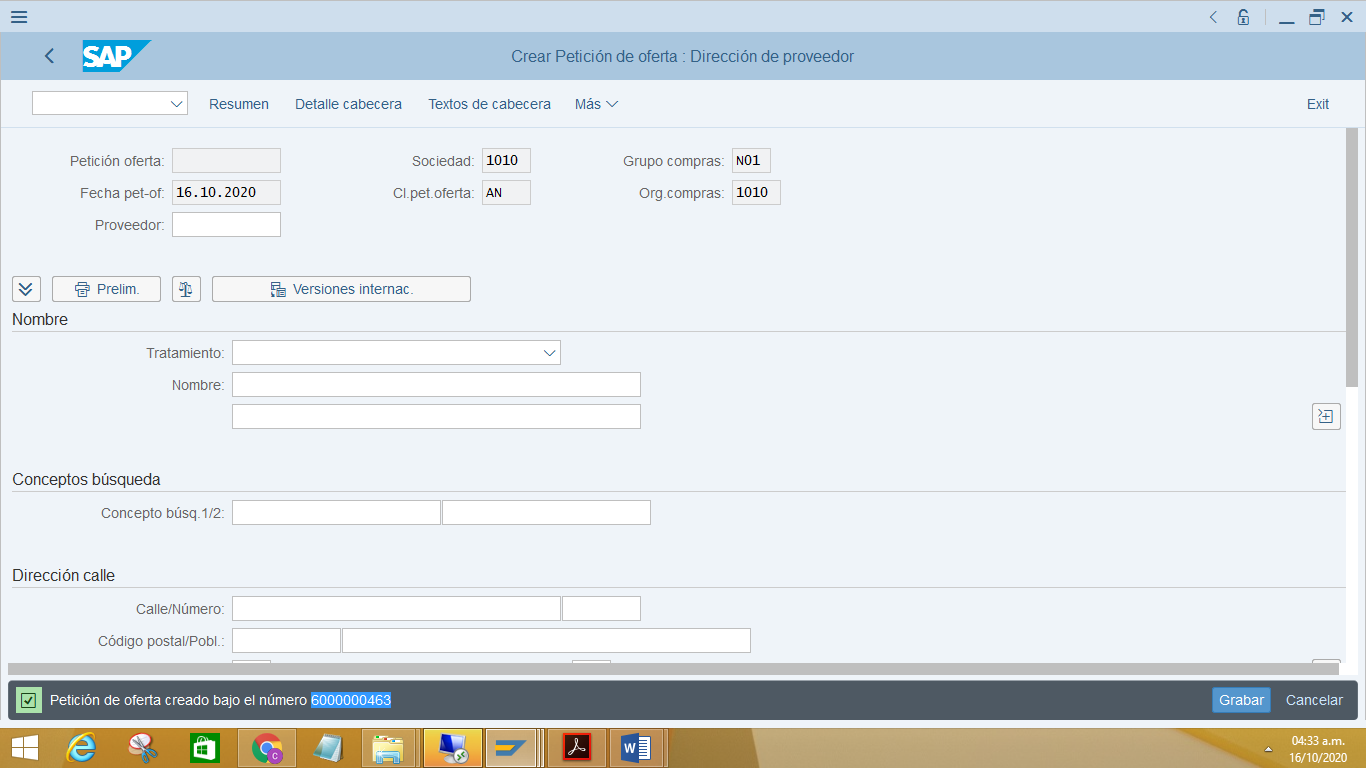 SAP
Crear Petición de oferta : Dirección de proveedor
Resumen Detalle cabecera Textos de cabecera Más Exit
Petición oferta: Sociedad: 1010 Grupo compras: N01
Fecha pet-of: 16.10.2020 Cl.pet.oferta: AN Org.compras: 1010
Proveedor:
Prelim. Versiones internac.
Nombre
Tratamiento:
Nombre:
Conceptos búsqueda
Concepto búsq.1/2:
Dirección calle
Calle/Número:
Código postal/Pobl.:
Petición de oferta creado bajo el número 6000000463 Grabar Cancelar
04:33 a.m.
16/10/2020